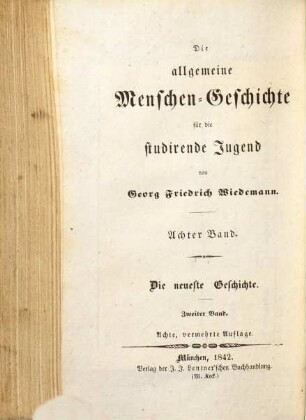 Die
allgemeine
Menschen-Geschichte
für die
studirende Jugend
von
Georg Friedrich Wiedemann.
Achter Band.
Die neueste Geschichte.
Zweiter Band.
Achte, vermehrte Auflage.
München, 1842.
Verlag der J. J. Lentner'schen Buchhandlung.